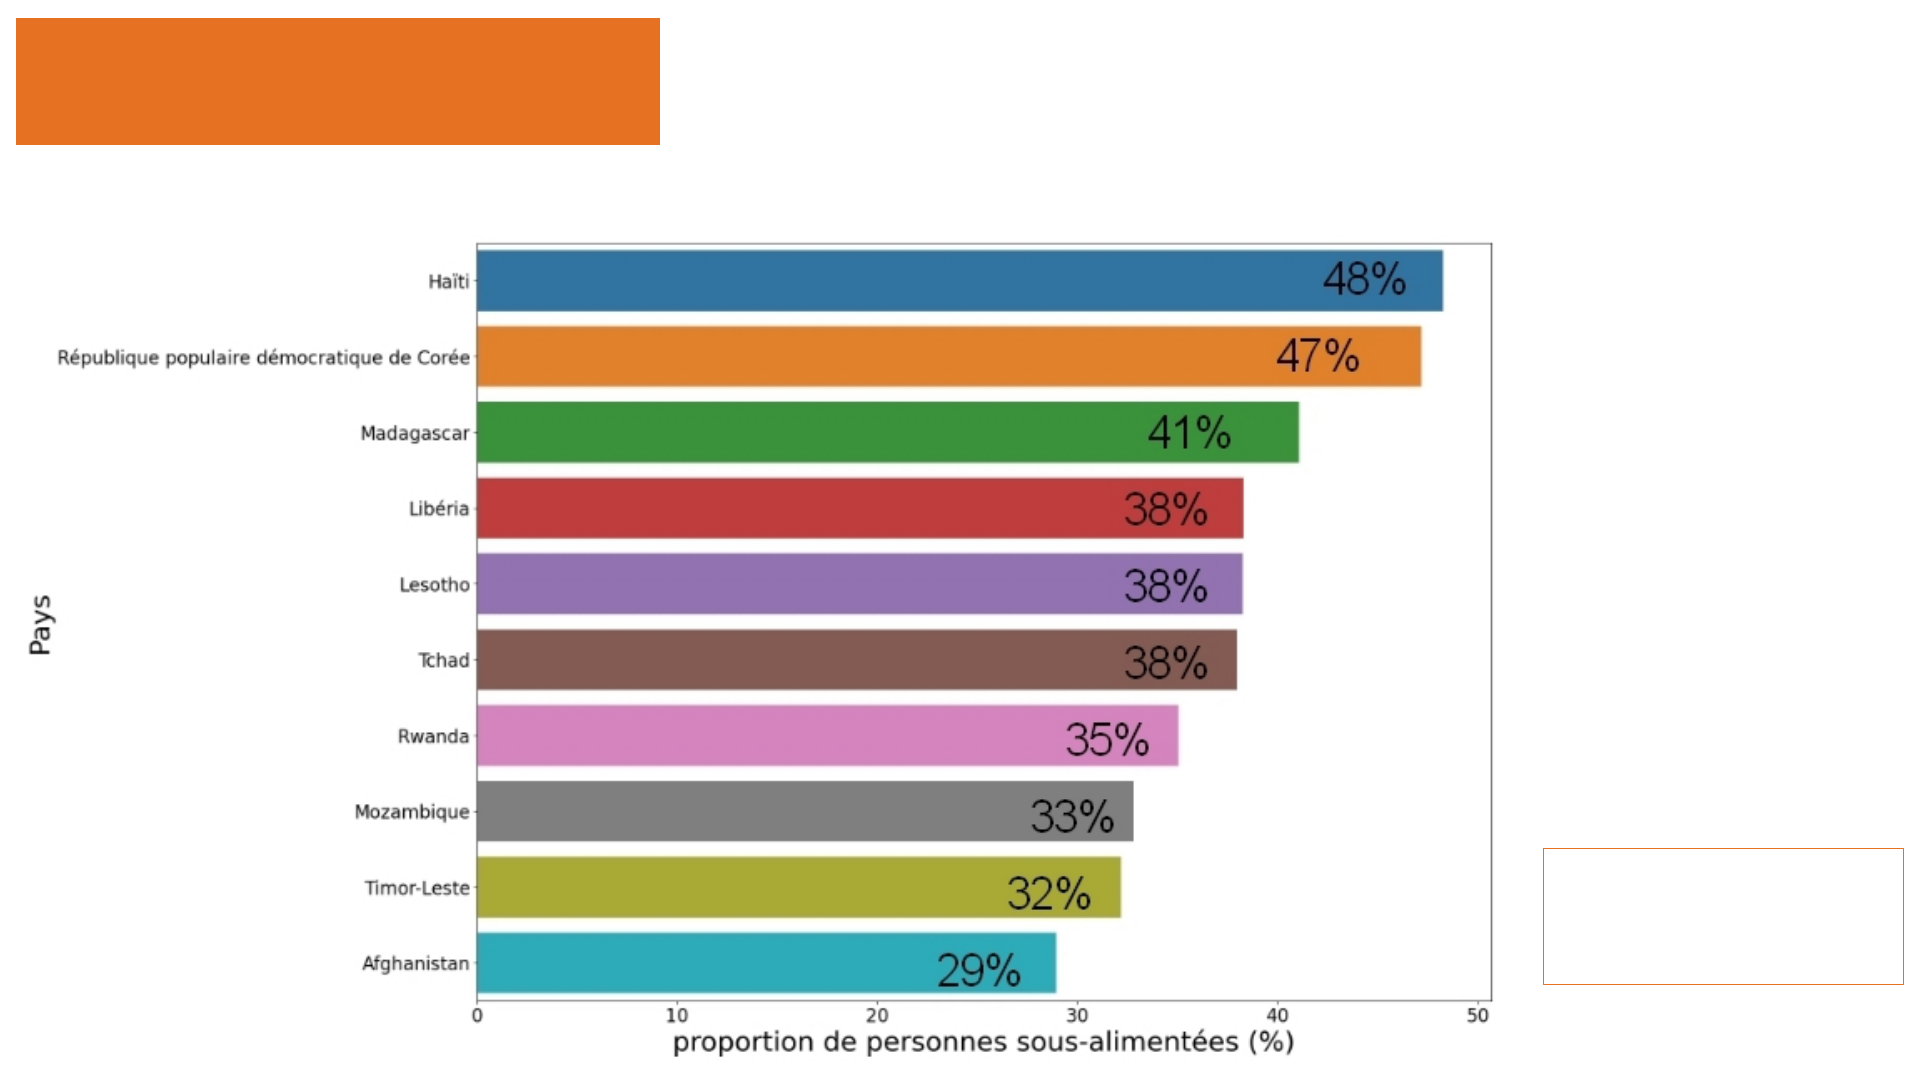 Haïti 48%
République populaire démocratique de Corée 47%
Madagascar 41%
Libéria 38%
Lesotho 38%
Pays
Tchad 38%
Rwanda 35%
Mozambique 33%
Timor-Leste 32%
Afghanistan 29%
0 10 20 30 40 50
proportion de personnes sous-alimentées (%)